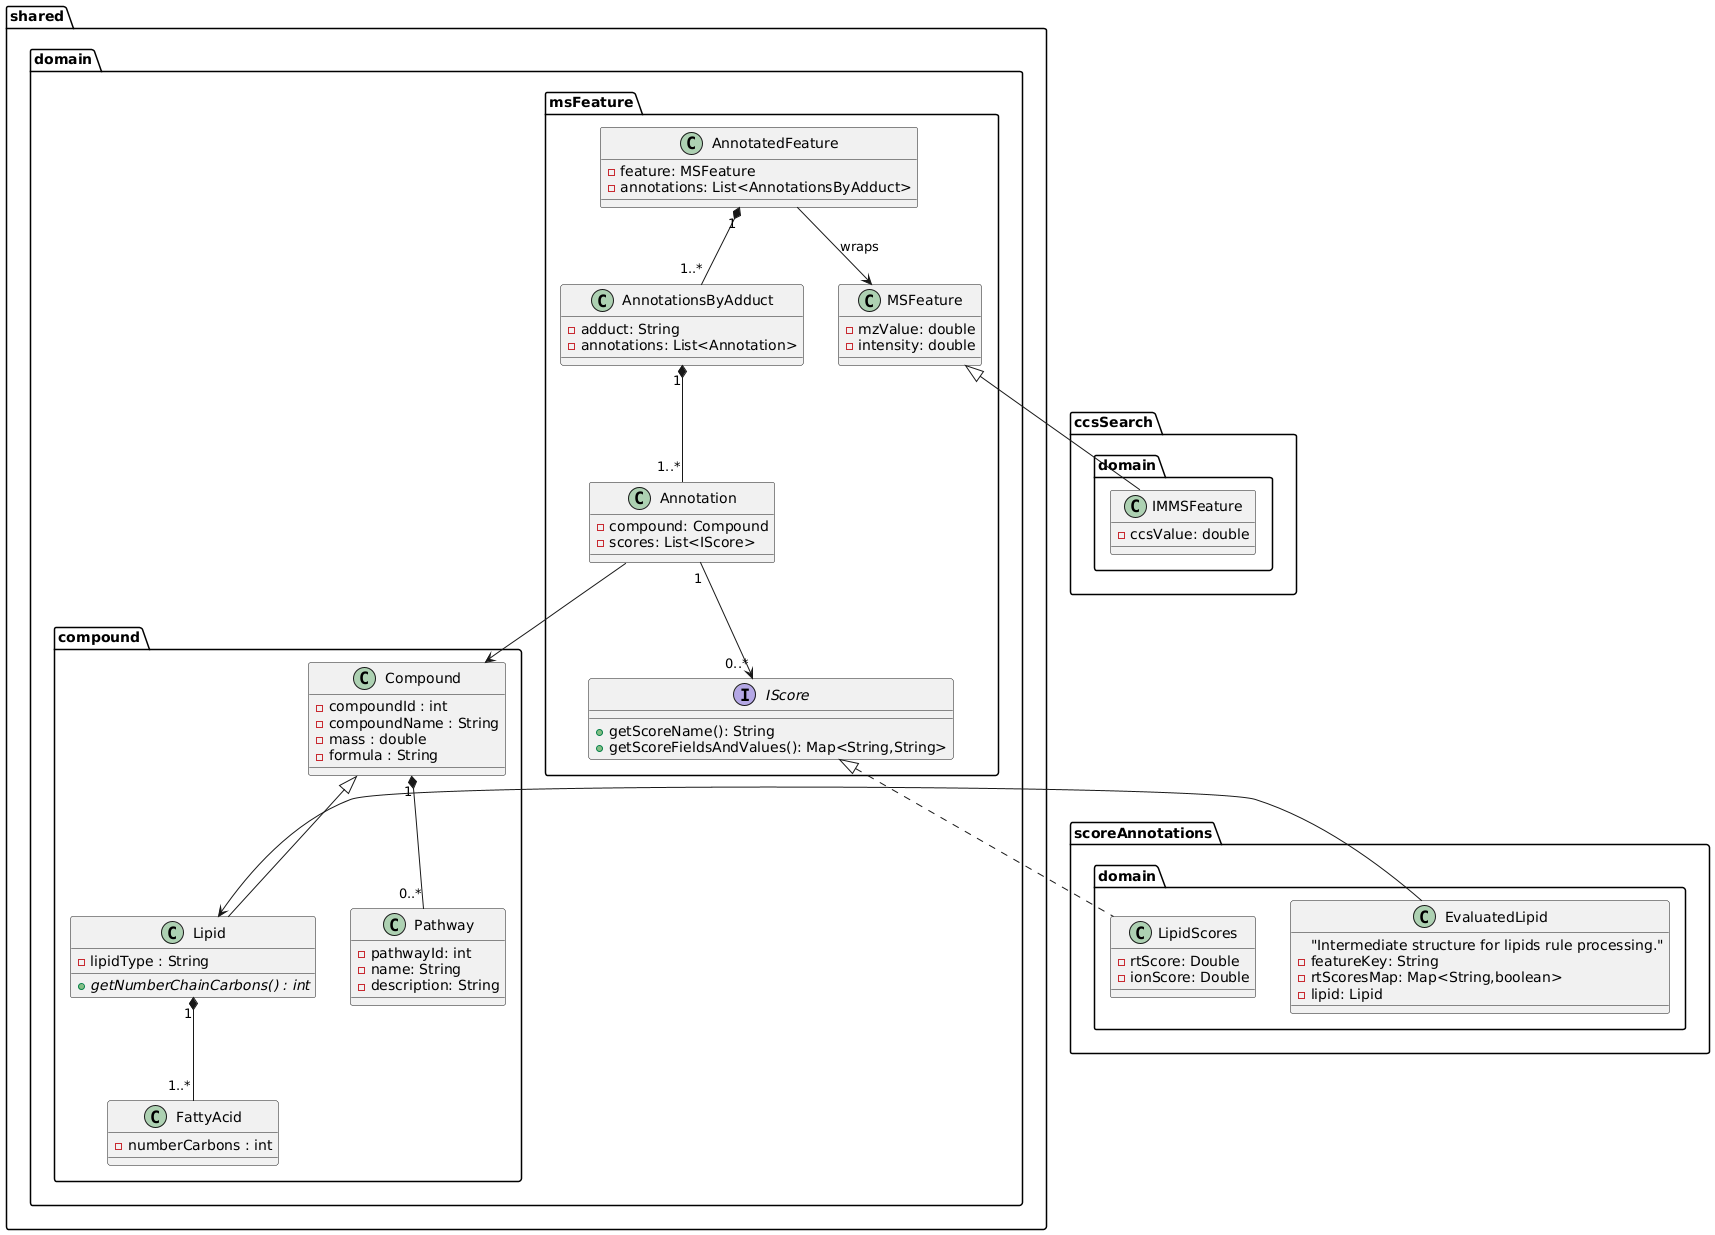 shared
domain
msFeature
C AnnotatedFeature
feature: MSFeature
annotations: List<AnnotationsByAdduct>
1
wraps
1..*
C AnnotationsByAdduct
adduct: String
annotations: List<Annotation>
C MSFeature
mzValue: double
intensity: double
1
1..*
ccsSearch
domain
C IMMSFeature
ccsValue: double
C Annotation
compound: Compound
scores: List<IScore>
1
0..*
I IScore
getScoreName(): String
getScoreFieldsAndValues(): Map<String,String>
compound
C Compound
compoundId : int
compoundName : String
mass : double
formula : String
1
0..*
C Lipid
lipidType : String
getNumberChainCarbons() : int
C Pathway
pathwayId: int
name: String
description: String
1
1..*
C FattyAcid
numberCarbons : int
scoreAnnotations
domain
C LipidScores
rtScore: Double
ionScore: Double
C EvaluatedLipid
"Intermediate structure for lipids rule processing."
featureKey: String
rtScoresMap: Map<String,boolean>
lipid: Lipid